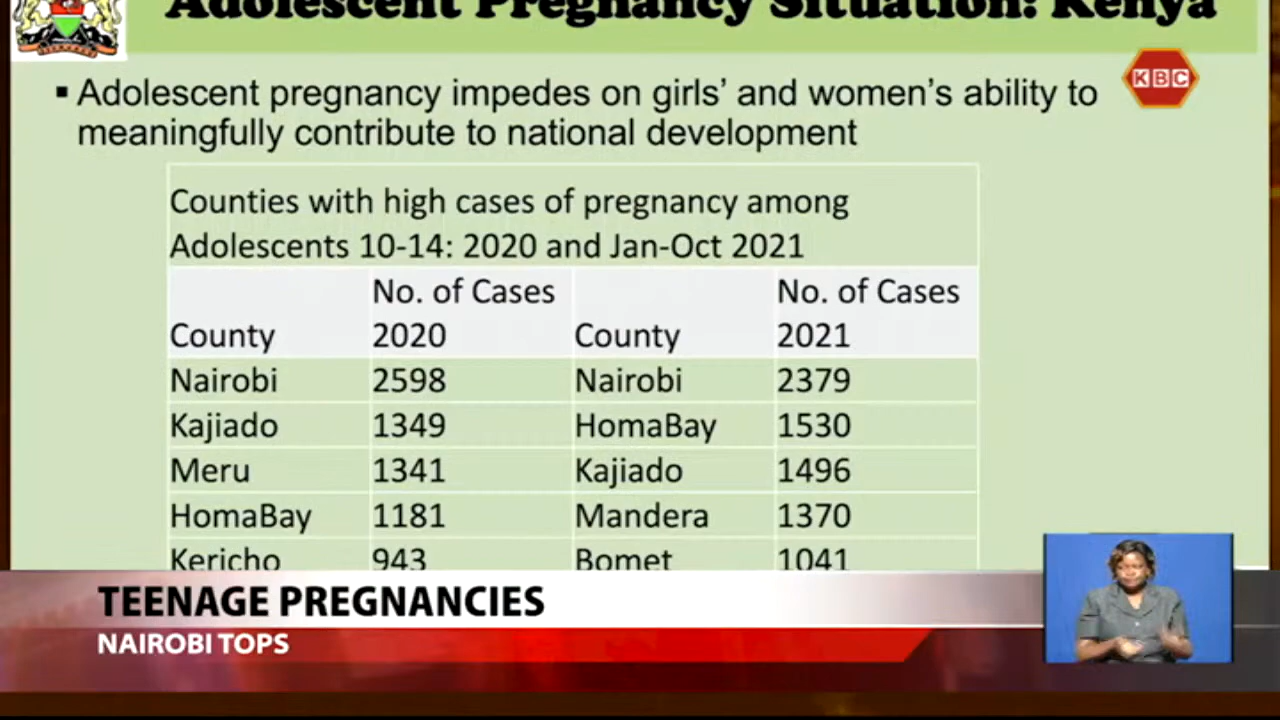 Adolescent Pregnancy Situation: Kenya
KBC
▪ Adolescent pregnancy impedes on girls' and women's ability to
meaningfully contribute to national development
Counties with high cases of pregnancy among
Adolescents 10-14: 2020 and Jan-Oct 2021
County No. of Cases 2020 County No. of Cases 2021
Nairobi 2598 Nairobi 2379
Kajiado 1349 HomaBay 1530
Meru 1341 Kajiado 1496
HomaBay 1181 Mandera 1370
Kericho 943 Bomet 1041
TEENAGE PREGNANCIES
NAIROBI TOPS